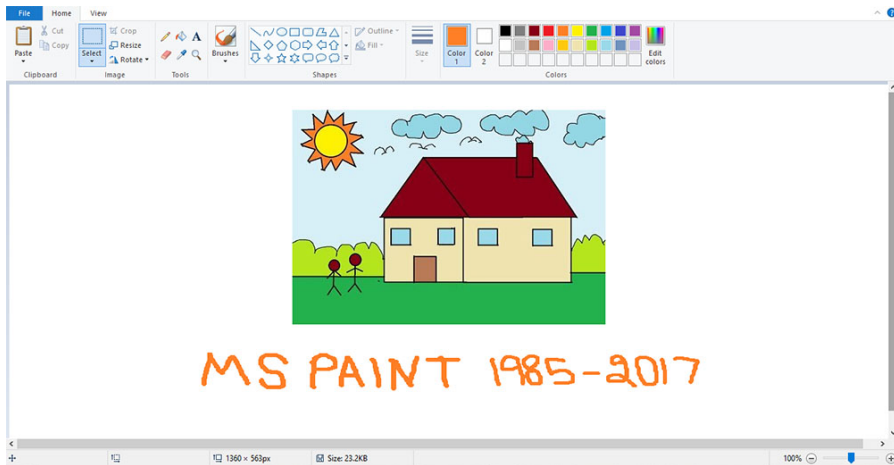 File Home View
Paste Cut Copy Select Crop Resize Rotate A Brushes Outline Fill Size Color 1 Color 2 Edit colors
Clipboard Image Tools Shapes Colors
MS PAINT 1985-2017
1360 × 563px Size: 23.2KB 100%